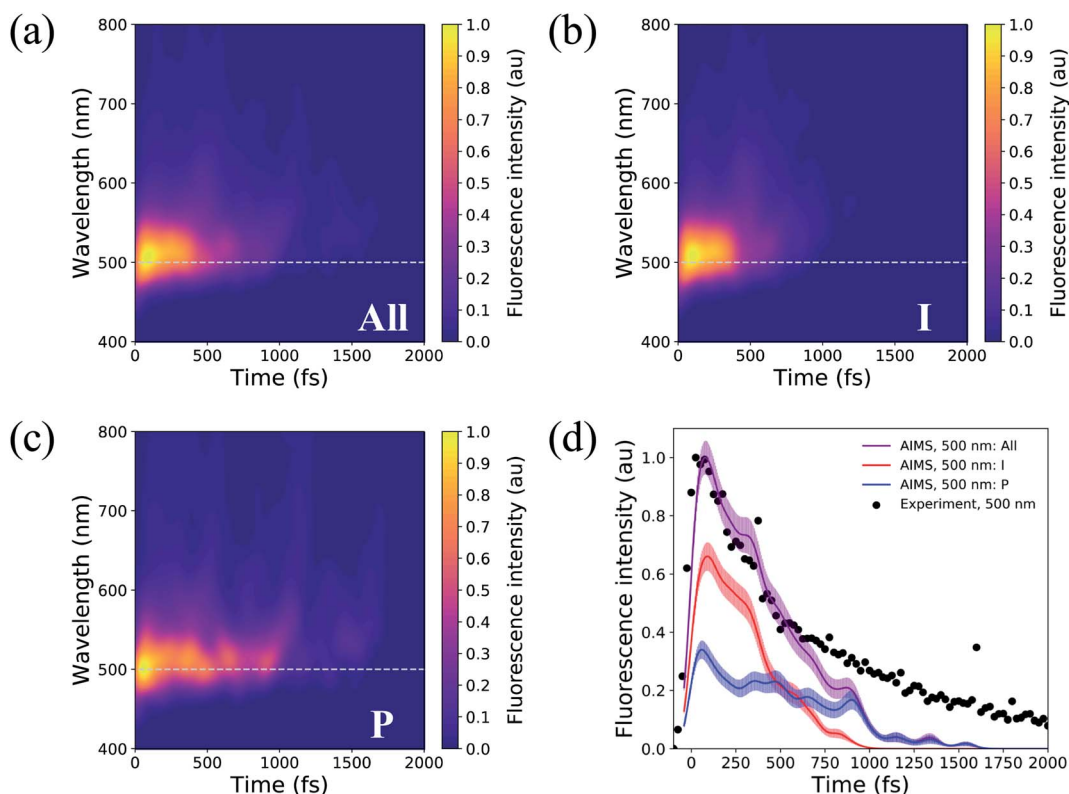 (a)
800
700
600
500
400
Wavelength (nm)
All
0 500 1000 1500 2000
Time (fs)
1.0
0.9
0.8
0.7
0.6
0.5
0.4
0.3
0.2
0.1
0.0
Fluorescence intensity (au)
(b)
800
700
600
500
400
Wavelength (nm)
I
0 500 1000 1500 2000
Time (fs)
1.0
0.9
0.8
0.7
0.6
0.5
0.4
0.3
0.2
0.1
0.0
Fluorescence intensity (au)
(c)
800
700
600
500
400
Wavelength (nm)
P
0 500 1000 1500 2000
Time (fs)
1.0
0.9
0.8
0.7
0.6
0.5
0.4
0.3
0.2
0.1
0.0
Fluorescence intensity (au)
(d)
1.0
0.8
0.6
0.4
0.2
0.0
Fluorescence intensity (au)
AIMS, 500 nm: All
AIMS, 500 nm: I
AIMS, 500 nm: P
Experiment, 500 nm
0 250 500 750 1000 1250 1500 1750 2000
Time (fs)